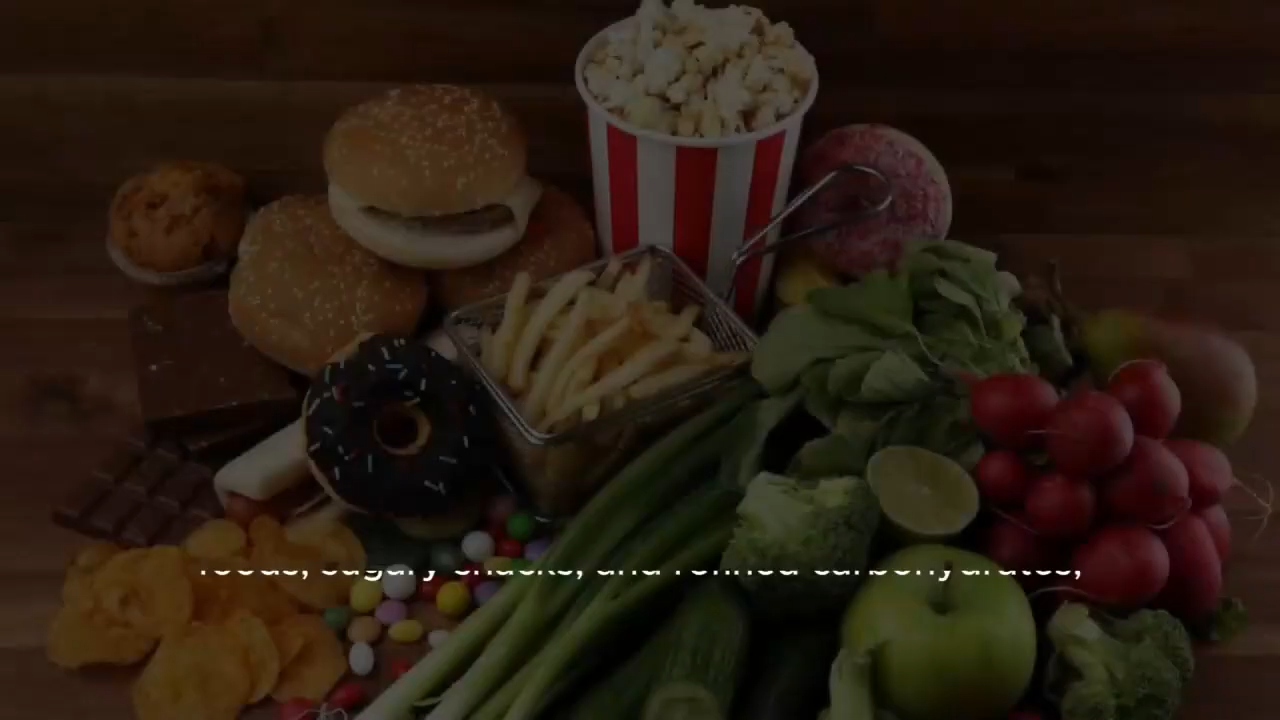 foods, sugary snacks, and refined carbohydrates,